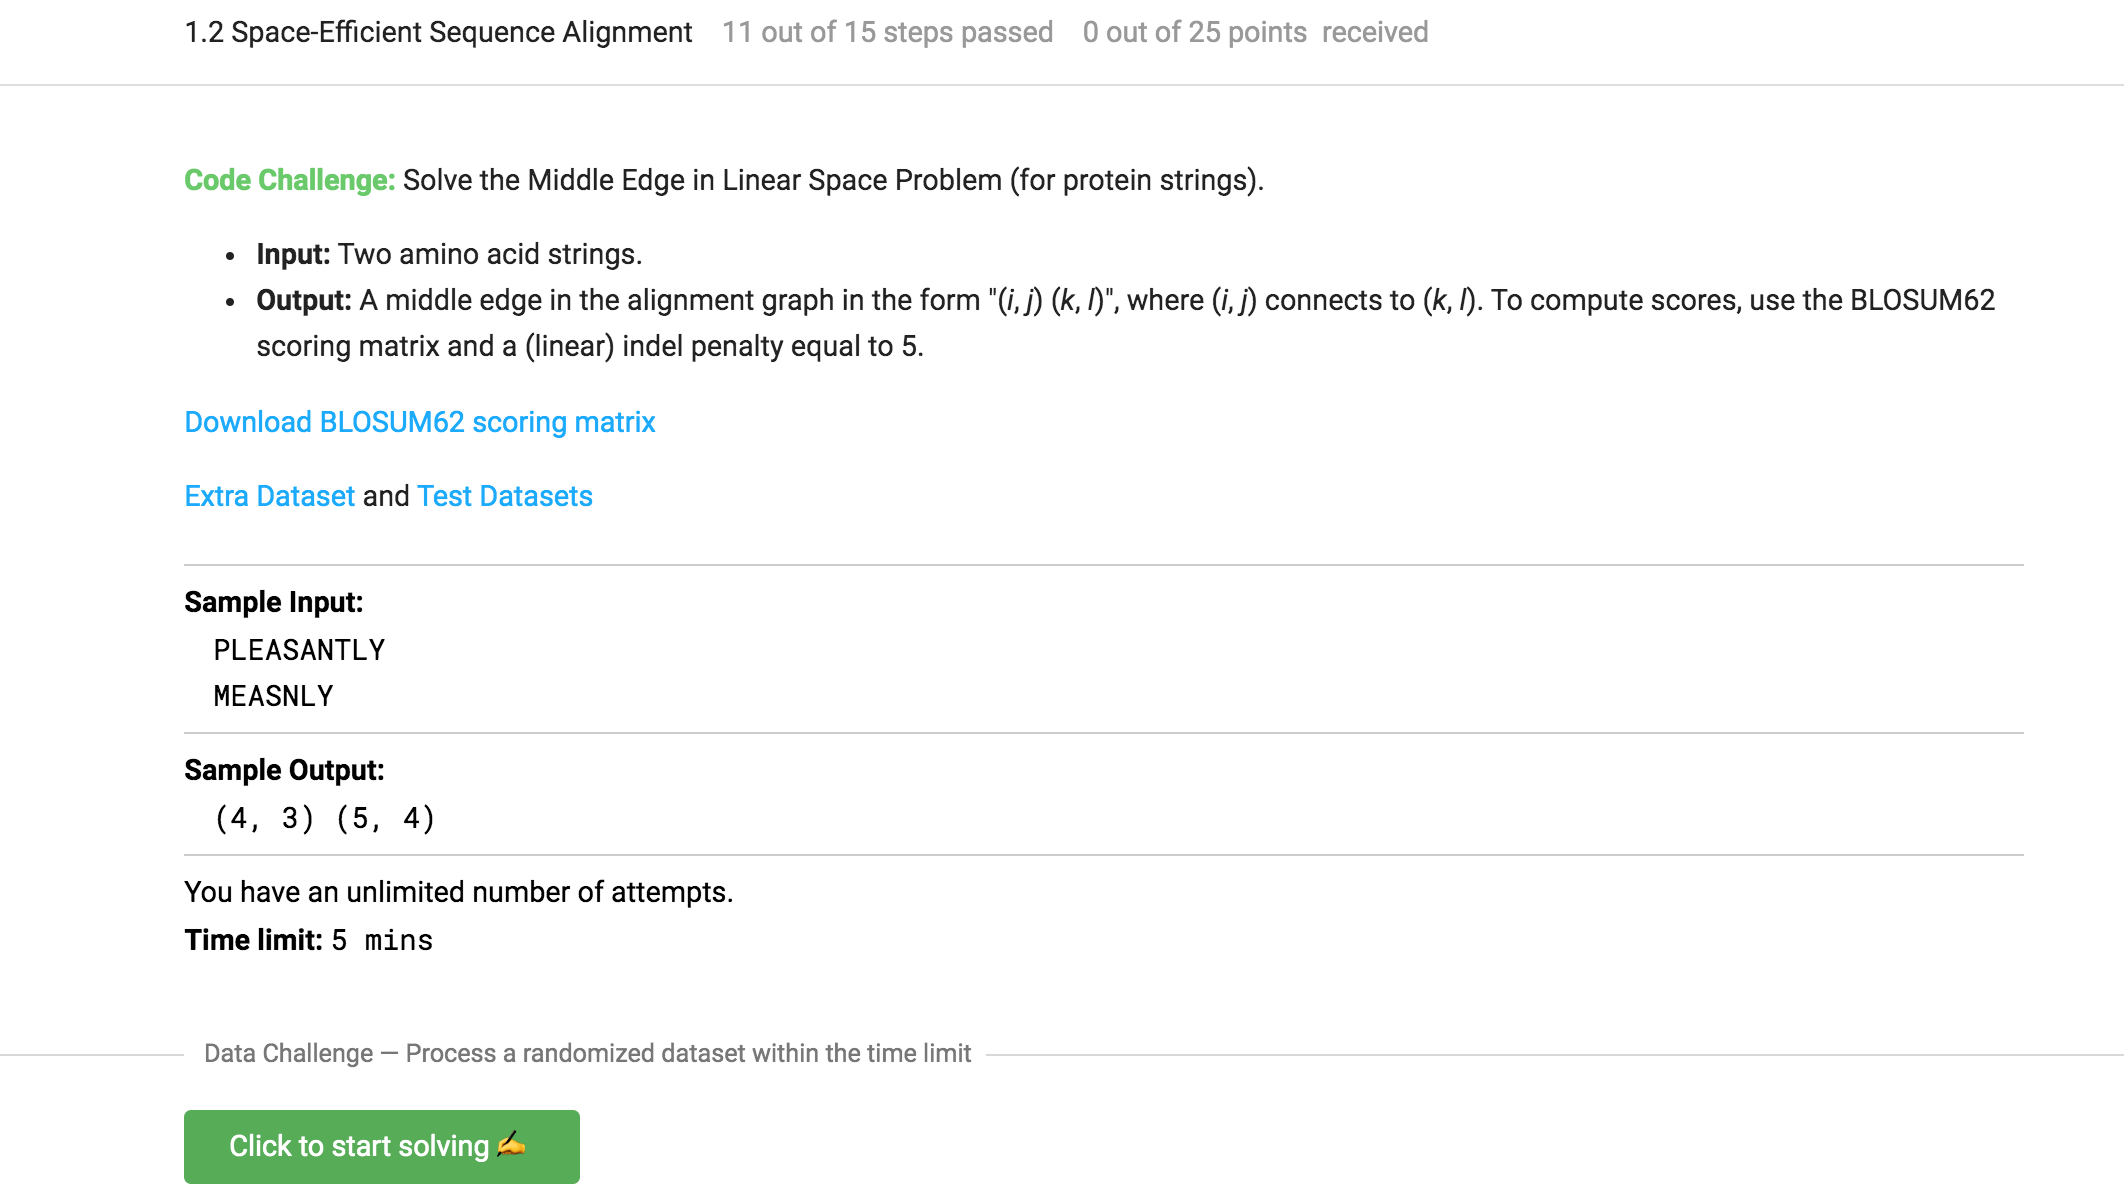 1.2 Space-Efficient Sequence Alignment 11 out of 15 steps passed 0 out of 25 points received
Code Challenge: Solve the Middle Edge in Linear Space Problem (for protein strings).
• Input: Two amino acid strings.
• Output: A middle edge in the alignment graph in the form "(i, j) (k, l)", where (i, j) connects to (k, l). To compute scores, use the BLOSUM62
scoring matrix and a (linear) indel penalty equal to 5.
Download BLOSUM62 scoring matrix
Extra Dataset and Test Datasets
Sample Input:
PLEASANTLY
MEASNLY
Sample Output:
(4, 3) (5, 4)
You have an unlimited number of attempts.
Time limit: 5 mins
Data Challenge — Process a randomized dataset within the time limit
Click to start solving ✍